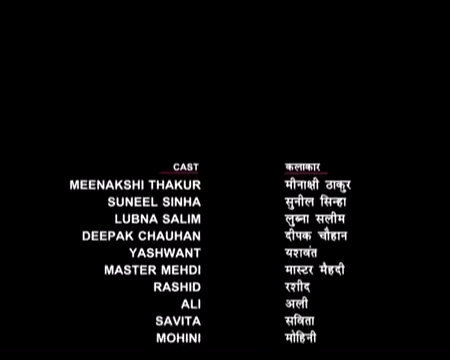 CAST कलाकार
MEENAKSHI THAKUR मीनाक्षी ठाकुर
SUNEEL SINHA सुनील सिन्हा
LUBNA SALIM लुब्ना सलीम
DEEPAK CHAUHAN दीपक चौहान
YASHWANT यशवंत
MASTER MEHDI मास्टर मैहदी
RASHID रशीद
ALI अली
SAVITA सविता
MOHINI मोहिनी